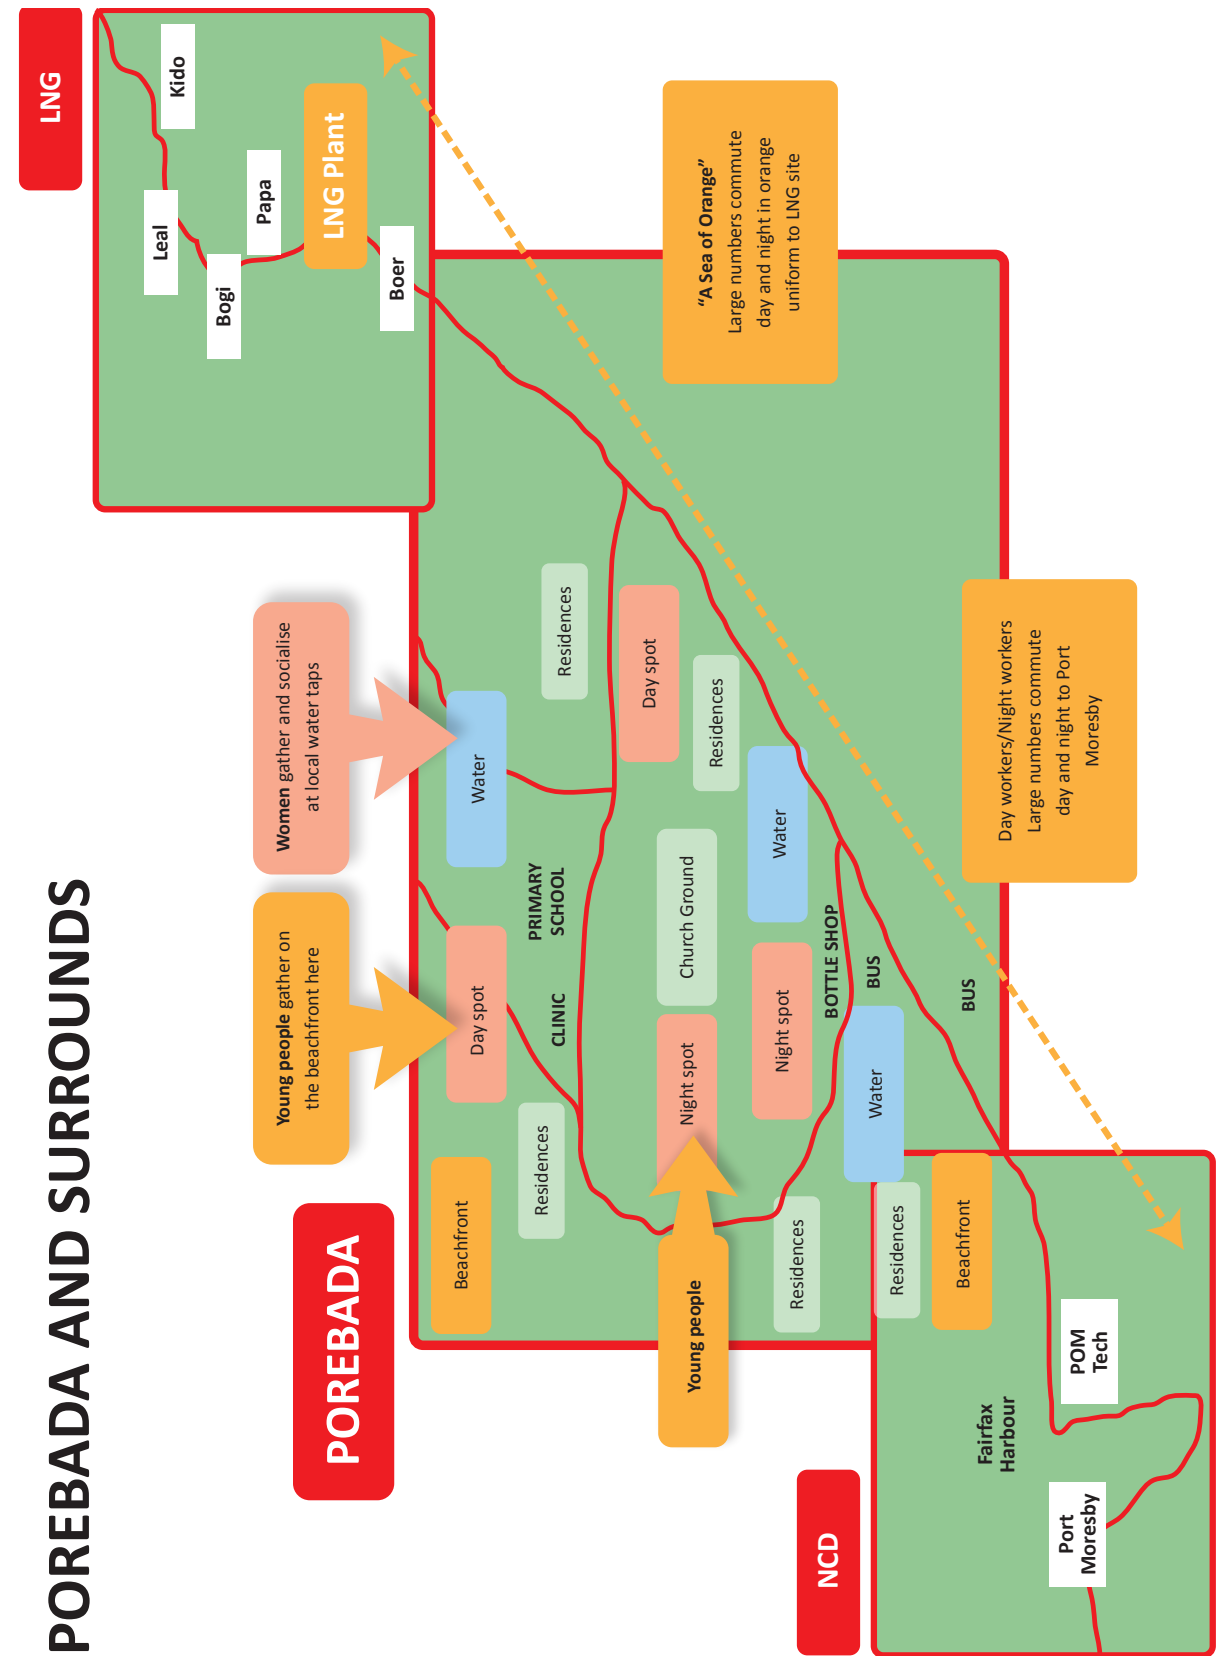 POREBADA AND SURROUNDS
LNG
Kido
Leal
Papa
Bogi
LNG Plant
Boer
Young people gather on
the beachfront here
Women gather and socialise
at local water taps
POREBADA
Beachfront
Day spot
Water
Residences
CLINIC
PRIMARY
SCHOOL
Residences
Young people
Night spot
Church Ground
Day spot
Residences
Residences
Night spot
Water
BOTTLE SHOP
Residences
Water
BUS
Beachfront
BUS
"A Sea of Orange"
Large numbers commute
day and night in orange
uniform to LNG site
Day workers/Night workers
Large numbers commute
day and night to Port
Moresby
NCD
Fairfax
Harbour
POM
Tech
Port
Moresby